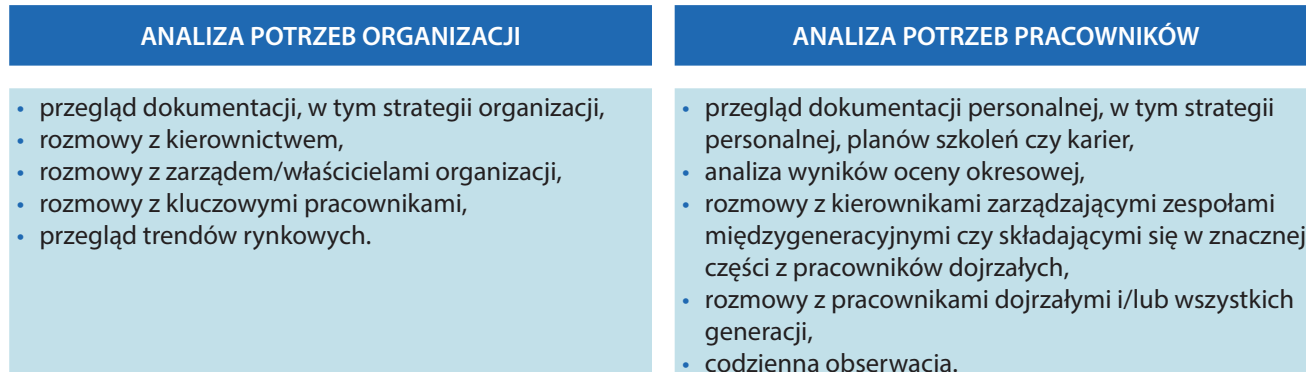 ANALIZA POTRZEB ORGANIZACJI
• przegląd dokumentacji, w tym strategii organizacji,
• rozmowy z kierownictwem,
• rozmowy z zarządem/właścicielami organizacji,
• rozmowy z kluczowymi pracownikami,
• przegląd trendów rynkowych.
ANALIZA POTRZEB PRACOWNIKÓW
• przegląd dokumentacji personalnej, w tym strategii
personalnej, planów szkoleń czy karier,
• analiza wyników oceny okresowej,
• rozmowy z kierownikami zarządzającymi zespołami
międzygeneracyjnymi czy składającymi się w znacznej
części z pracowników dojrzałych,
• rozmowy z pracownikami dojrzałymi i/lub wszystkich
generacji,
• codzienna obserwacja.